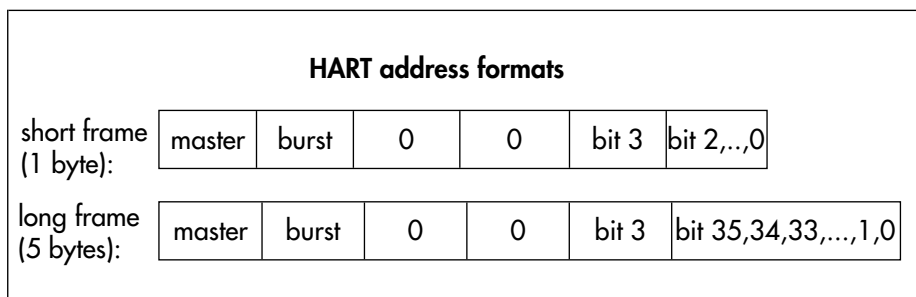 HART address formats
short frame
(1 byte):
master burst 0 0 bit 3 bit 2,..,0
long frame
(5 bytes):
master burst 0 0 bit 3 bit 35,34,33,...,1,0